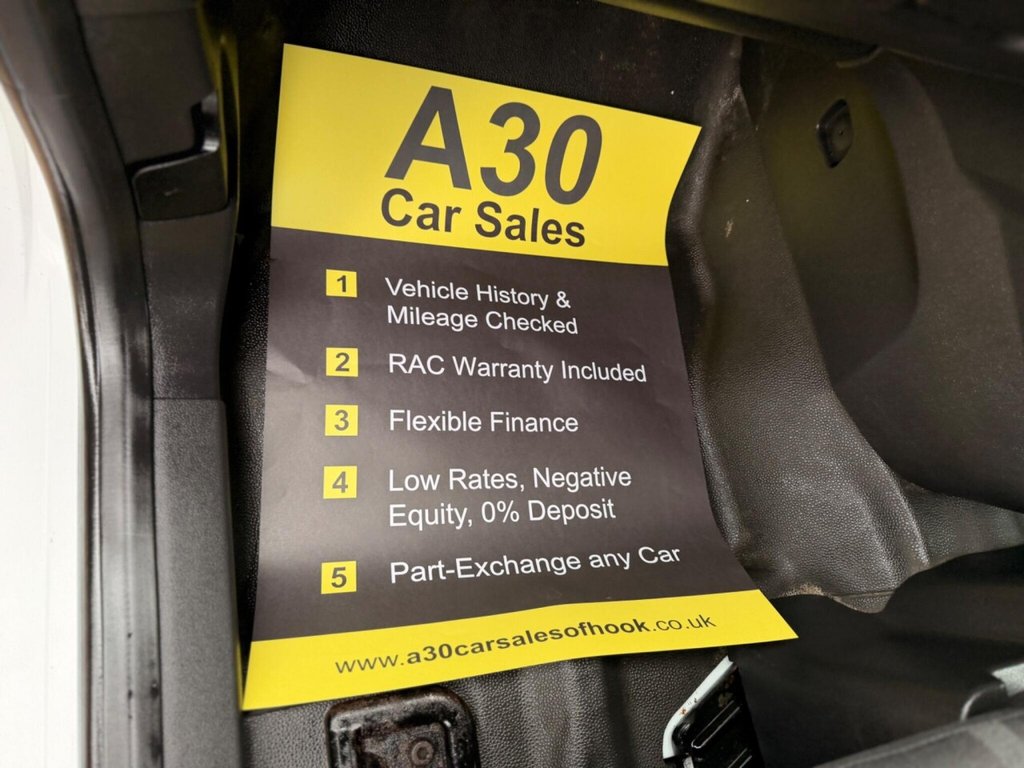 A30
Car Sales
1 Vehicle History &
Mileage Checked
2 RAC Warranty Included
3 Flexible Finance
4 Low Rates, Negative
Equity, 0% Deposit
5 Part-Exchange any Car
www.a30carsalesofhook.co.uk